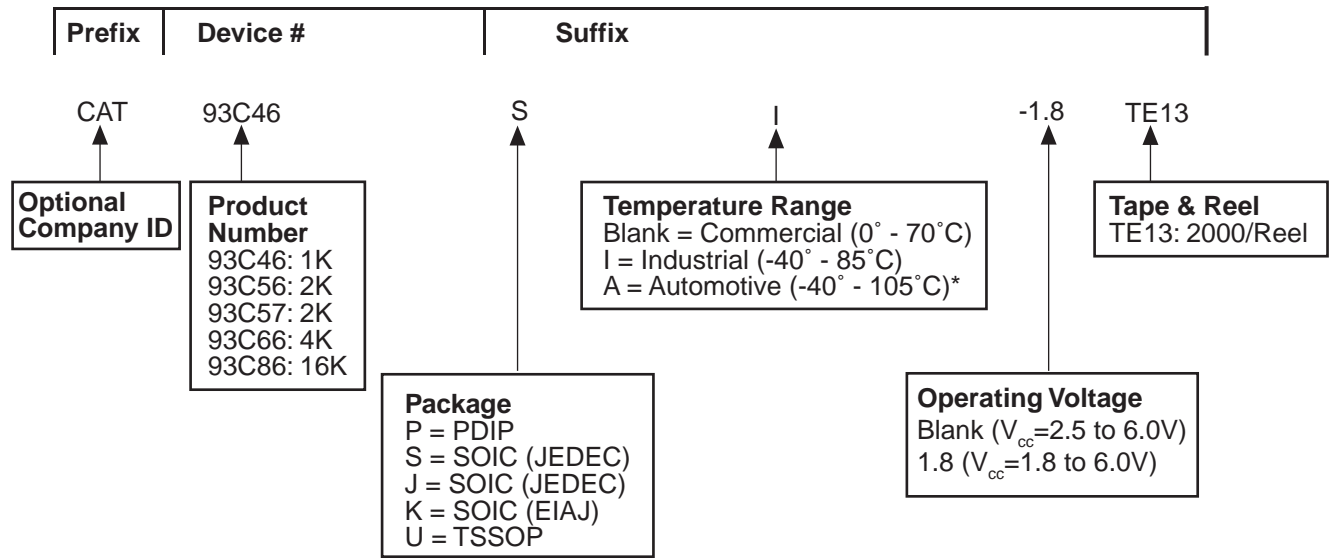 Prefix Device # Suffix
CAT 93C46 S I -1.8 TE13
Optional
Company ID
Product
Number
93C46: 1K
93C56: 2K
93C57: 2K
93C66: 4K
93C86: 16K
Temperature Range
Blank = Commercial (0˚ - 70˚C)
I = Industrial (-40˚ - 85˚C)
A = Automotive (-40˚ - 105˚C)*
Tape & Reel
TE13: 2000/Reel
Package
P = PDIP
S = SOIC (JEDEC)
J = SOIC (JEDEC)
K = SOIC (EIAJ)
U = TSSOP
Operating Voltage
Blank (Vcc=2.5 to 6.0V)
1.8 (Vcc=1.8 to 6.0V)